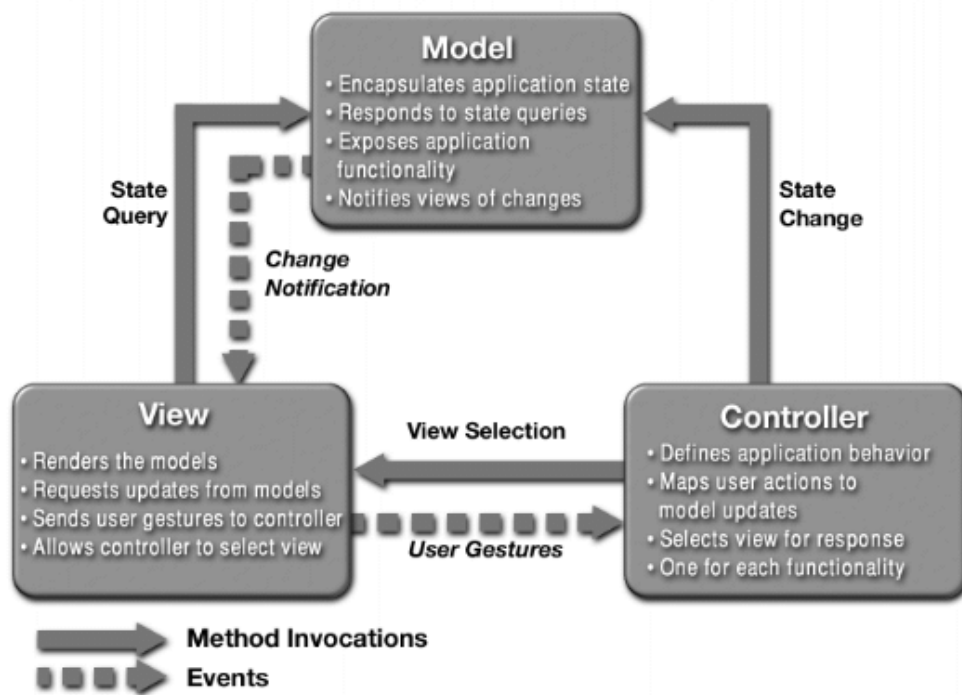 Model
• Encapsulates application state
• Responds to state queries
• Exposes application
functionality
• Notifies views of changes
State
Query
State
Change
Change
Notification
View
• Renders the models
• Requests updates from models
• Sends user gestures to controller
• Allows controller to select view
View Selection
User Gestures
Controller
• Defines application behavior
• Maps user actions to
model updates
• Selects view for response
• One for each functionality
Method Invocations
Events